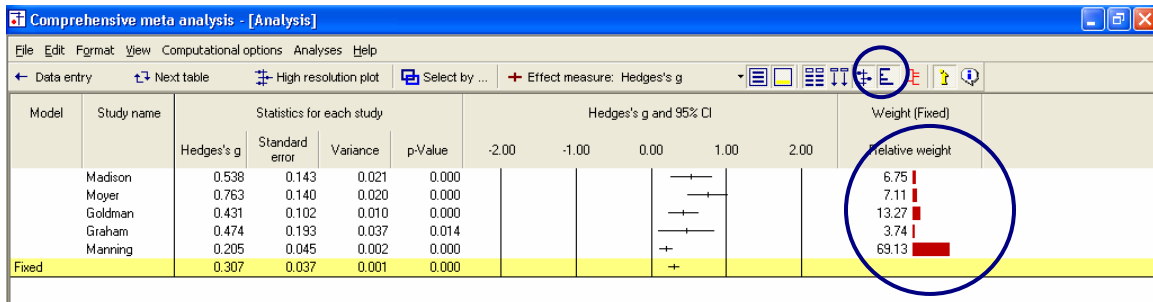 Comprehensive meta analysis - [Analysis]
File Edit Format View Computational options Analyses Help
Data entry Next table High resolution plot Select by ... Effect measure: Hedges's g
Model Study name Statistics for each study Hedges's g and 95% CI Weight (Fixed)
Hedges's g Standard error Variance p-Value -2.00 -1.00 0.00 1.00 2.00 Relative weight
Madison 0.538 0.143 0.021 0.000 6.75
Moyer 0.763 0.140 0.020 0.000 7.11
Goldman 0.431 0.102 0.010 0.000 13.27
Graham 0.474 0.193 0.037 0.014 3.74
Manning 0.205 0.045 0.002 0.000 69.13
Fixed 0.307 0.037 0.001 0.000